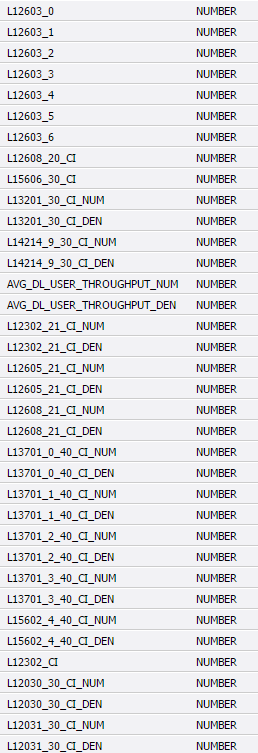 L12603_0 NUMBER
L12603_1 NUMBER
L12603_2 NUMBER
L12603_3 NUMBER
L12603_4 NUMBER
L12603_5 NUMBER
L12603_6 NUMBER
L12608_20_CI NUMBER
L15606_30_CI NUMBER
L13201_30_CI_NUM NUMBER
L13201_30_CI_DEN NUMBER
L14214_9_30_CI_NUM NUMBER
L14214_9_30_CI_DEN NUMBER
AVG_DL_USER_THROUGHPUT_NUM NUMBER
AVG_DL_USER_THROUGHPUT_DEN NUMBER
L12302_21_CI_NUM NUMBER
L12302_21_CI_DEN NUMBER
L12605_21_CI_NUM NUMBER
L12605_21_CI_DEN NUMBER
L12608_21_CI_NUM NUMBER
L12608_21_CI_DEN NUMBER
L13701_0_40_CI_NUM NUMBER
L13701_0_40_CI_DEN NUMBER
L13701_1_40_CI_NUM NUMBER
L13701_1_40_CI_DEN NUMBER
L13701_2_40_CI_NUM NUMBER
L13701_2_40_CI_DEN NUMBER
L13701_3_40_CI_NUM NUMBER
L13701_3_40_CI_DEN NUMBER
L15602_4_40_CI_NUM NUMBER
L15602_4_40_CI_DEN NUMBER
L12302_CI NUMBER
L12030_30_CI_NUM NUMBER
L12030_30_CI_DEN NUMBER
L12031_30_CI_NUM NUMBER
L12031_30_CI_DEN NUMBER